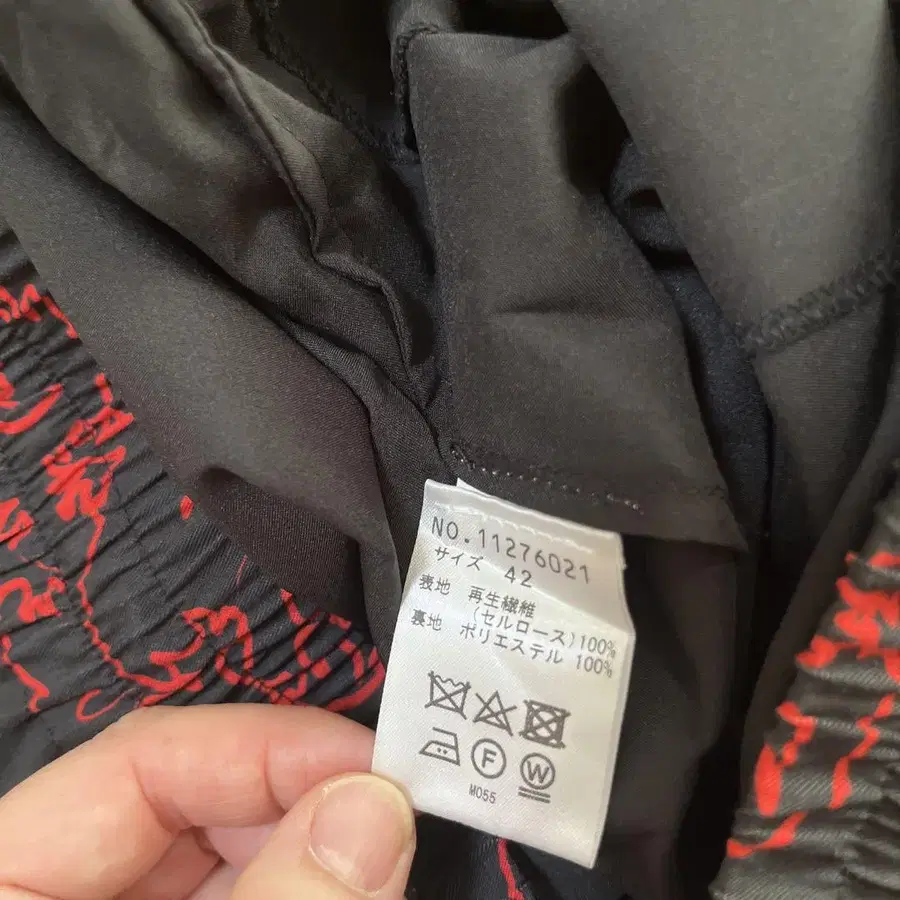 NO.11276021
サイズ 42
表地 再生繊維
(セルロース)100%
裏地 ポリエステル 100%
F W
M055